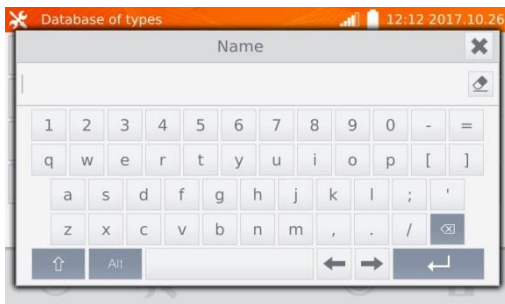 Database of types 12:12 2017.10.26
Name
1 2 3 4 5 6 7 8 9 0 - =
q w e r t y u i o p [ ]
a s d f g h j k l ; '
z x c v b n m , . /
Alt